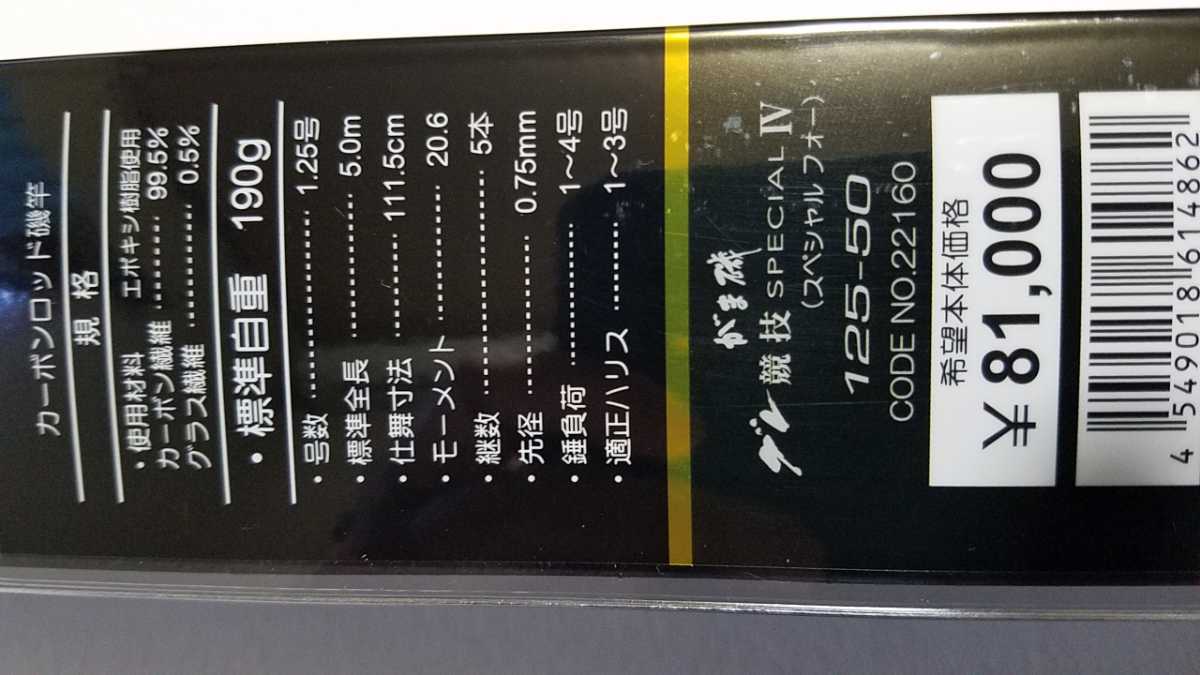 カーボンロッド磯竿
規格
・使用材料 エポキシ樹脂使用
カーボン繊維 ……… 99.5%
グラス繊維 ………… 0.5%
・標準自重 190g
・号数 ………… 1.25号
・標準全長 ……… 5.0m
・仕舞寸法 …… 111.5cm
・モーメント ……… 20.6
・継数 ……………… 5本
・先径 ………… 0.75mm
・錘負荷 ……… 1〜4号
・適正ハリス …… 1〜3号
がま磯
グレ競技 SPECIAL Ⅳ
(スペシャル フォー)
125-50
CODE NO.22160
希望本体価格
¥81,000
4 549018 614862